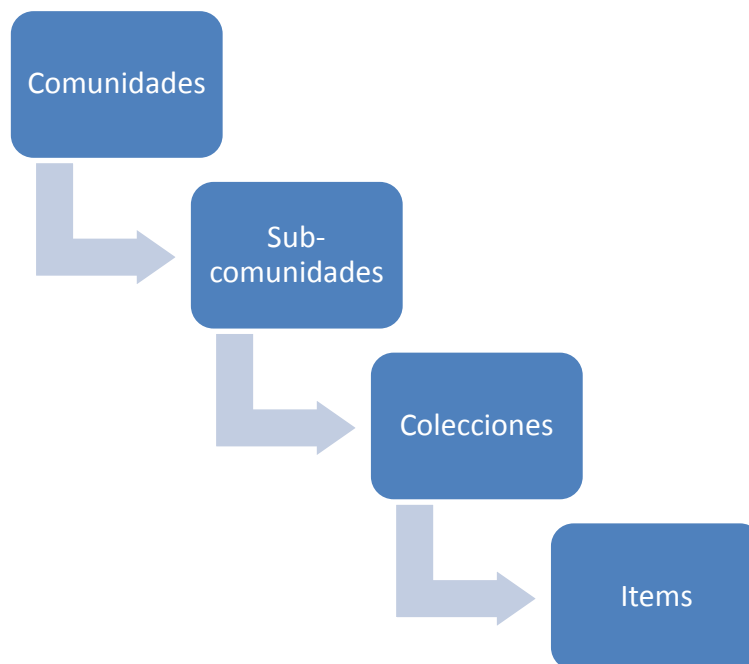 Comunidades
Sub-
comunidades
Colecciones
Items